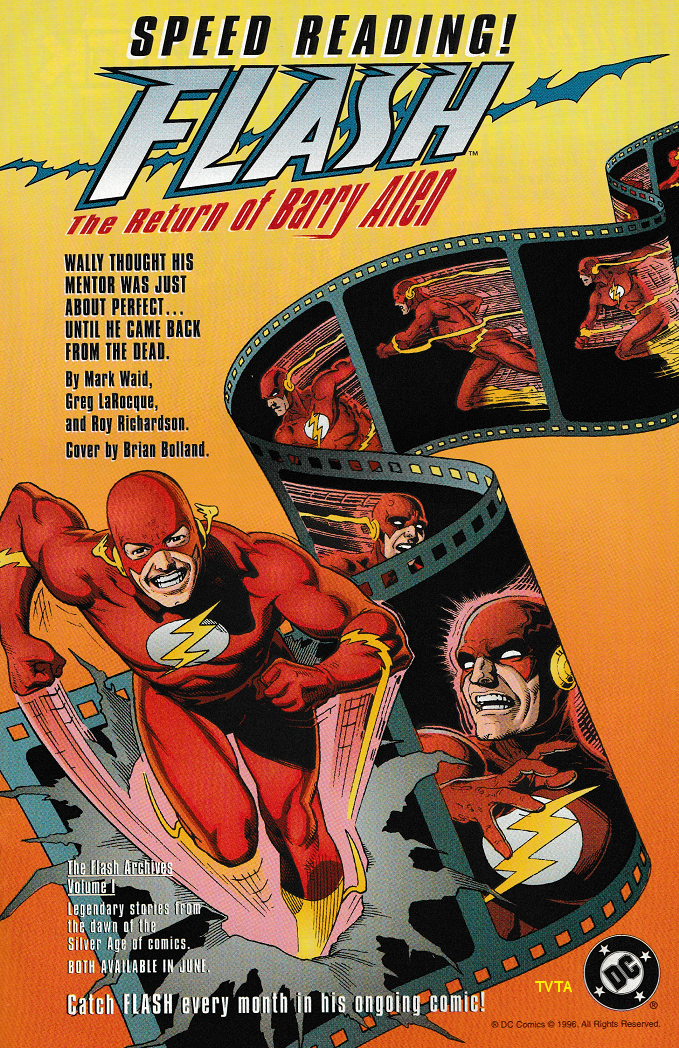 SPEED READING!
FLASH
™
The Return of Barry Allen
WALLY THOUGHT HIS
MENTOR WAS JUST
ABOUT PERFECT...
UNTIL HE CAME BACK
FROM THE DEAD.
By Mark Waid,
Greg LaRocque,
and Roy Richardson.
Cover by Brian Bolland.
The Flash Archives
Volume I
Legendary stories from
the dawn of the
Silver Age of comics.
BOTH AVAILABLE IN JUNE.
Catch FLASH every month in his ongoing comic!
TVTA
DC
®
® DC Comics © 1996. All Rights Reserved.